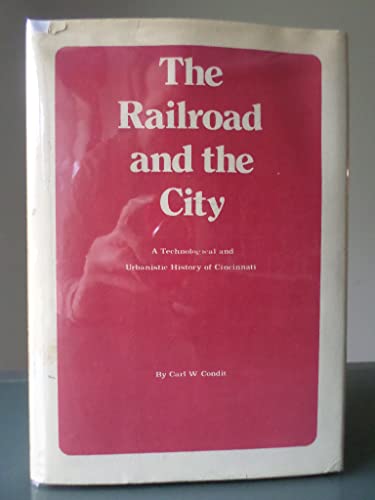 The
Railroad
and the
City
A Technological and
Urbanistic History of Cincinnati
By Carl W Condit